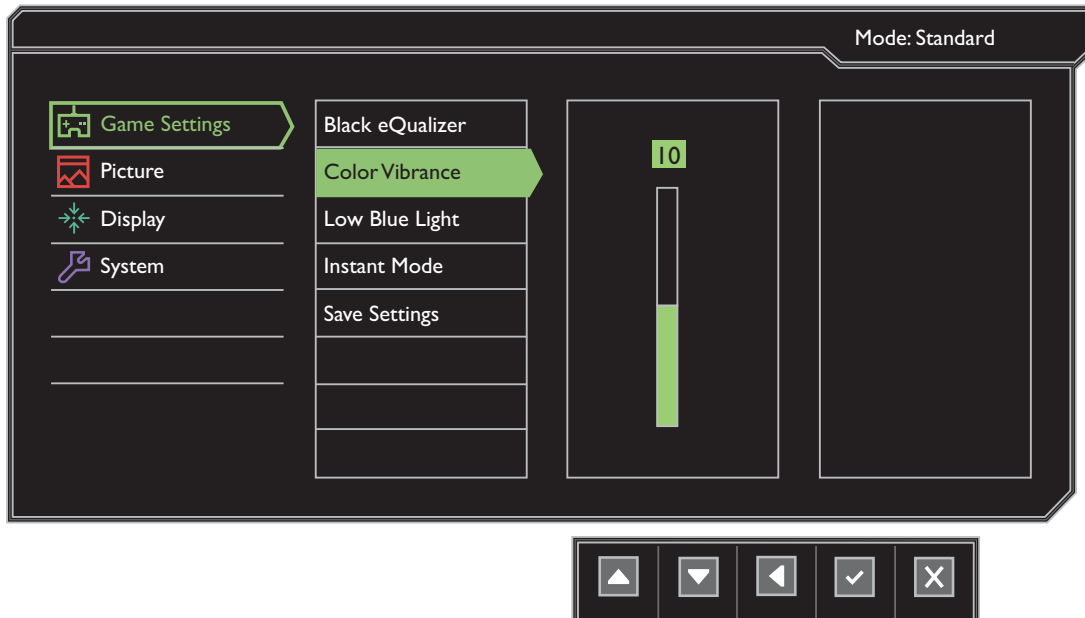 Mode: Standard
Game Settings
Picture
Display
System
Black eQualizer
Color Vibrance
Low Blue Light
Instant Mode
Save Settings
10